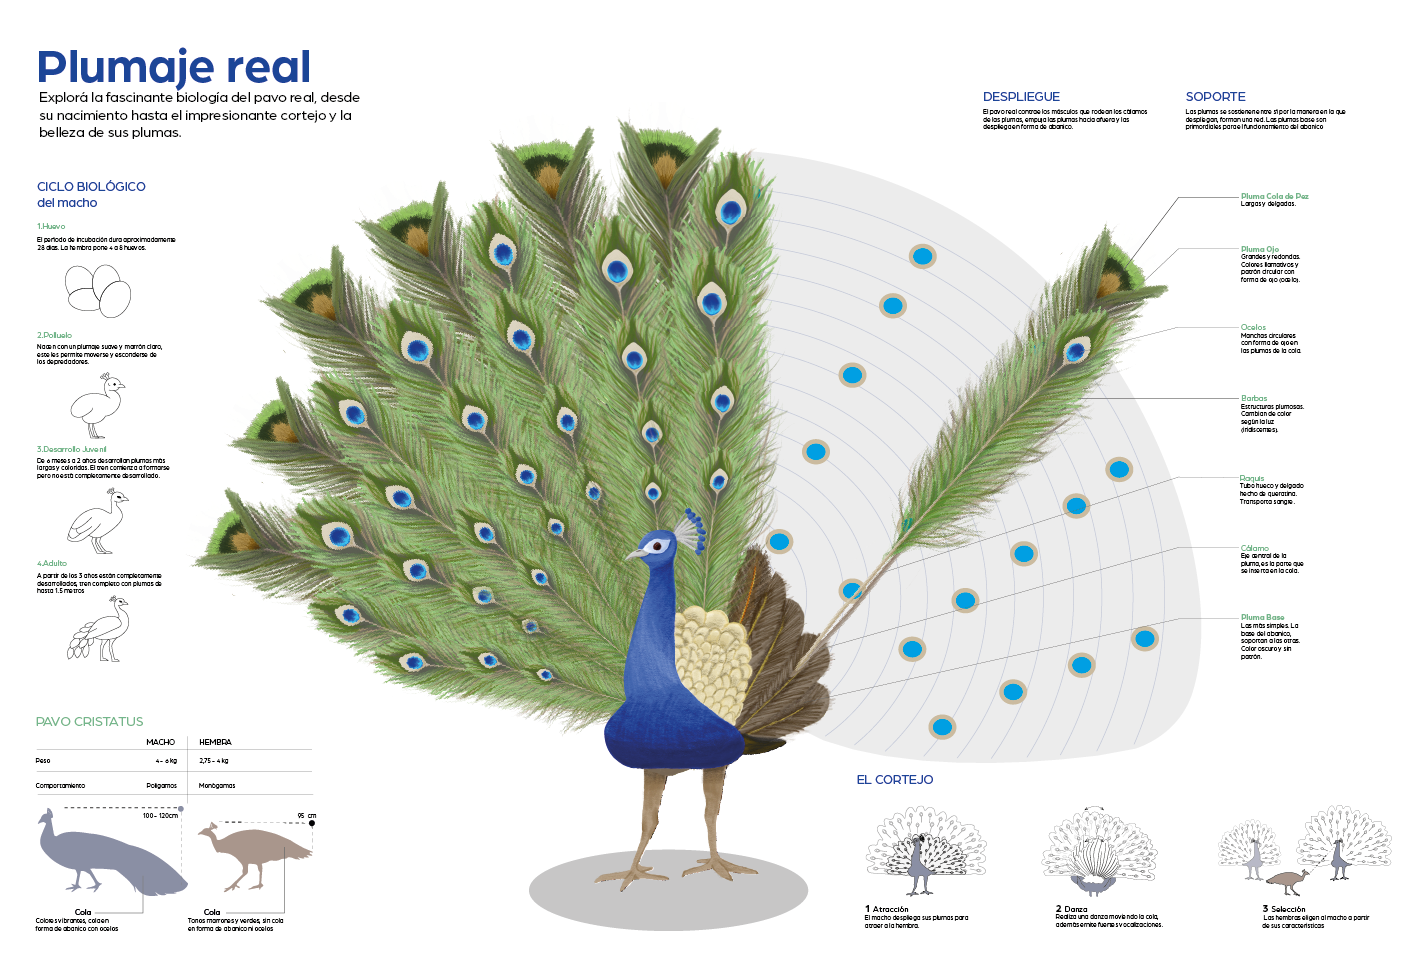 Plumaje real
Explorá la fascinante biología del pavo real, desde
su nacimiento hasta el impresionante cortejo y la
belleza de sus plumas.
CICLO BIOLÓGICO
del macho
1.Huevo
El período de incubación dura aproximadamente
28 días. La hembra pone 4 a 8 huevos.
2.Polluelo
Nacen con un plumaje suave y marrón claro,
este les permite moverse y esconderse de
los depredadores.
3.Desarrollo Juvenil
De 6 meses a 2 años desarrollan plumas más
largas y coloridas. El tren comienza a formarse
pero no está completamente desarrollado.
4.Adulto
A partir de los 3 años están completamente
desarrollados, tren completo con plumas de
hasta 1.5 metros
PAVO CRISTATUS
MACHO HEMBRA
Peso 4 - 6 kg 2,75 - 4 kg
Comportamiento Polígamos Monógamas
100 - 120cm
95 cm
Cola
Colores vibrantes, cola en
forma de abanico con ocelos
Cola
Tonos marrones y verdes, sin cola
en forma de abanico ni ocelos
DESPLIEGUE
El pavo real contrae los músculos que rodean los cálamos
de las plumas, empuja las plumas hacia afuera y las
despliega en forma de abanico.
SOPORTE
Las plumas se sostienen entre sí por la manera en la que
despliegan, forman una red. Las plumas base son
primordiales para el funcionamiento del abanico
Pluma Cola de Pez
Largas y delgadas.
Pluma Ojo
Grandes y redondas.
Colores llamativos y
patrón circular con
forma de ojo (ocelo).
Ocelos
Manchas circulares
con forma de ojo en
las plumas de la cola.
Barbas
Estructuras plumosas.
Cambian de color
según la luz
(iridiscentes).
Raquis
Tubo hueco y delgado
hecho de queratina.
Transporta sangre.
Cálamo
Eje central de la
pluma, es la parte que
se inserta en la cola.
Pluma Base
Las más simples. La
base del abanico,
soportan a las otras.
Color oscuro y sin
patrón.
EL CORTEJO
1 Atracción
El macho despliega sus plumas para
atraer a la hembra.
2 Danza
Realiza una danza moviendo la cola,
además emite fuertes vocalizaciones.
3 Selección
Las hembras eligen al macho a partir
de sus características